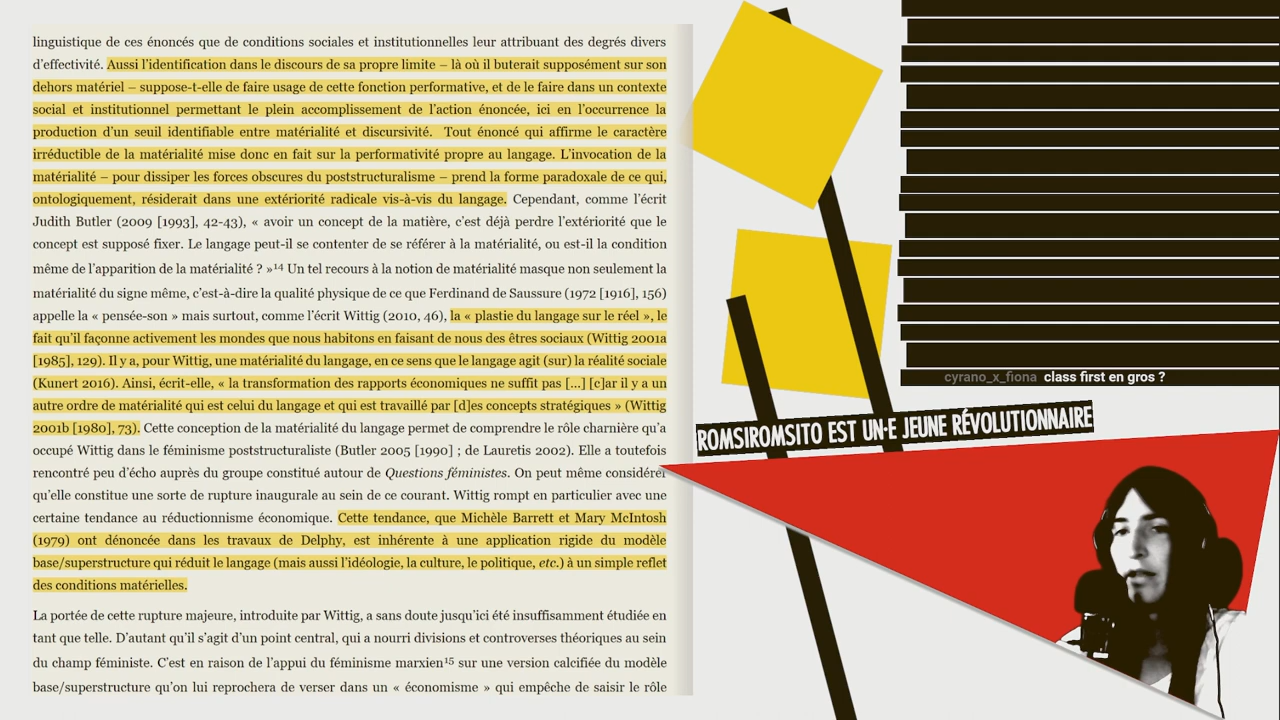 linguistique de ces énoncés que de conditions sociales et institutionnelles leur attribuant des degrés divers
d'effectivité. Aussi l'identification dans le discours de sa propre limite – là où il buterait supposément sur son
dehors matériel – suppose-t-elle de faire usage de cette fonction performative, et de le faire dans un contexte
social et institutionnel permettant le plein accomplissement de l'action énoncée, ici en l'occurrence la
production d'un seuil identifiable entre matérialité et discursivité. Tout énoncé qui affirme le caractère
irréductible de la matérialité mise donc en fait sur la performativité propre au langage. L'invocation de la
matérialité – pour dissiper les forces obscures du poststructuralisme – prend la forme paradoxale de ce qui,
ontologiquement, résiderait dans une extériorité radicale vis-à-vis du langage. Cependant, comme l'écrit
Judith Butler (2009 [1993], 42-43), « avoir un concept de la matière, c'est déjà perdre l'extériorité que le
concept est supposé fixer. Le langage peut-il se contenter de se référer à la matérialité, ou est-il la condition
même de l'apparition de la matérialité ? »14 Un tel recours à la notion de matérialité masque non seulement la
matérialité du signe même, c'est-à-dire la qualité physique de ce que Ferdinand de Saussure (1972 [1916], 156)
appelle la « pensée-son » mais surtout, comme l'écrit Wittig (2010, 46), la « plastie du langage sur le réel », le
fait qu'il façonne activement les mondes que nous habitons en faisant de nous des êtres sociaux (Wittig 2001a
[1985], 129). Il y a, pour Wittig, une matérialité du langage, en ce sens que le langage agit (sur) la réalité sociale
(Kunert 2016). Ainsi, écrit-elle, « la transformation des rapports économiques ne suffit pas [...] [c]ar il y a un
autre ordre de matérialité qui est celui du langage et qui est travaillé par [d]es concepts stratégiques » (Wittig
2001b [1980], 73). Cette conception de la matérialité du langage permet de comprendre le rôle charnière qu'a
occupé Wittig dans le féminisme poststructuraliste (Butler 2005 [1990] ; de Lauretis 2002). Elle a toutefois
rencontré peu d'écho auprès du groupe constitué autour de Questions féministes. On peut même considérer
qu'elle constitue une sorte de rupture inaugurale au sein de ce courant. Wittig rompt en particulier avec une
certaine tendance au réductionnisme économique. Cette tendance, que Michèle Barrett et Mary McIntosh
(1979) ont dénoncée dans les travaux de Delphy, est inhérente à une application rigide du modèle
base/superstructure qui réduit le langage (mais aussi l'idéologie, la culture, le politique, etc.) à un simple reflet
des conditions matérielles.
La portée de cette rupture majeure, introduite par Wittig, a sans doute jusqu'ici été insuffisamment étudiée en
tant que telle. D'autant qu'il s'agit d'un point central, qui a nourri divisions et controverses théoriques au sein
du champ féministe. C'est en raison de l'appui du féminisme marxien15 sur une version calcifiée du modèle
base/superstructure qu'on lui reprochera de verser dans un « économisme » qui empêche de saisir le rôle
cyrano_x_fiona class first en gros ?
ROMSIROMSITO EST UN·E JEUNE RÉVOLUTIONNAIRE